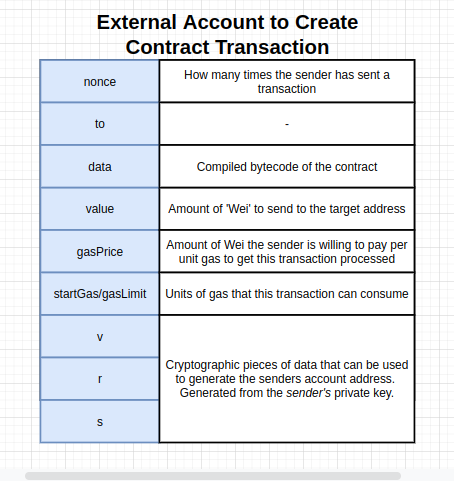 External Account to Create
Contract Transaction
nonce
How many times the sender has sent a
transaction
to
-
data
Compiled bytecode of the contract
value
Amount of 'Wei' to send to the target address
gasPrice
Amount of Wei the sender is willing to pay per
unit gas to get this transaction processed
startGas/gasLimit
Units of gas that this transaction can consume
v
r
s
Cryptographic pieces of data that can be used
to generate the senders account address.
Generated from the sender's private key.